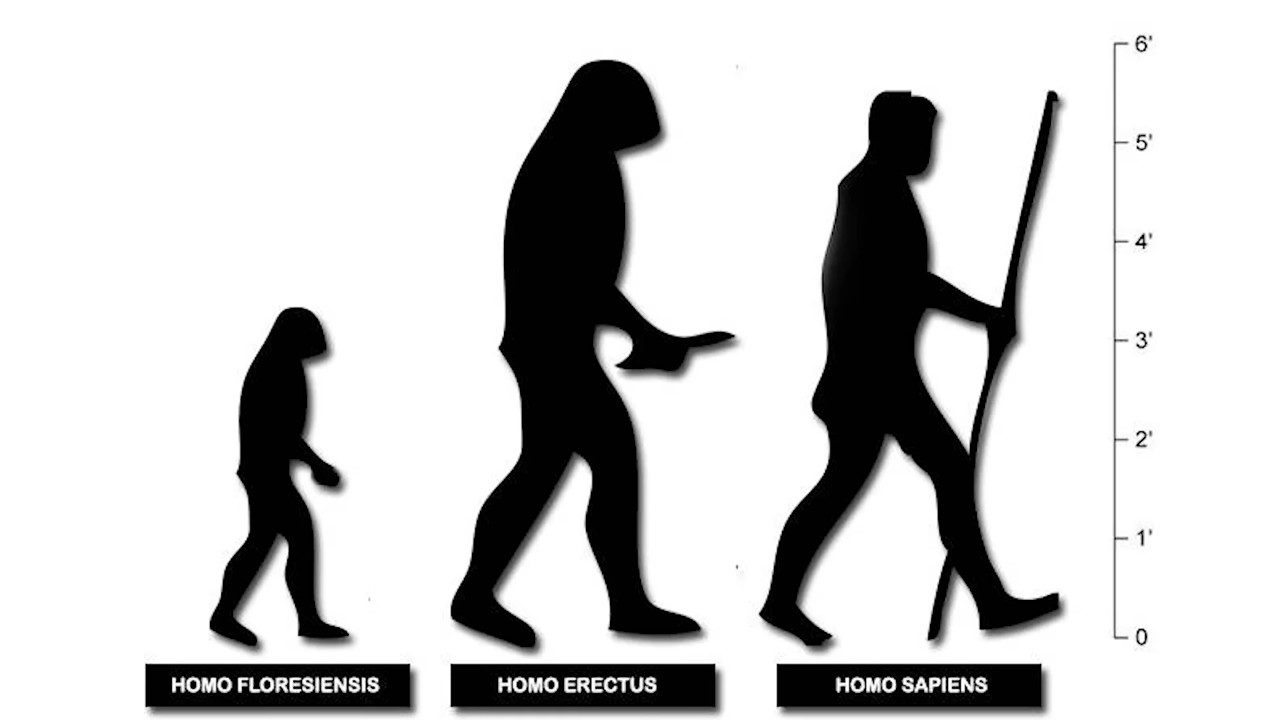 6'
5'
4'
3'
2'
1'
0
HOMO FLORESIENSIS
HOMO ERECTUS
HOMO SAPIENS